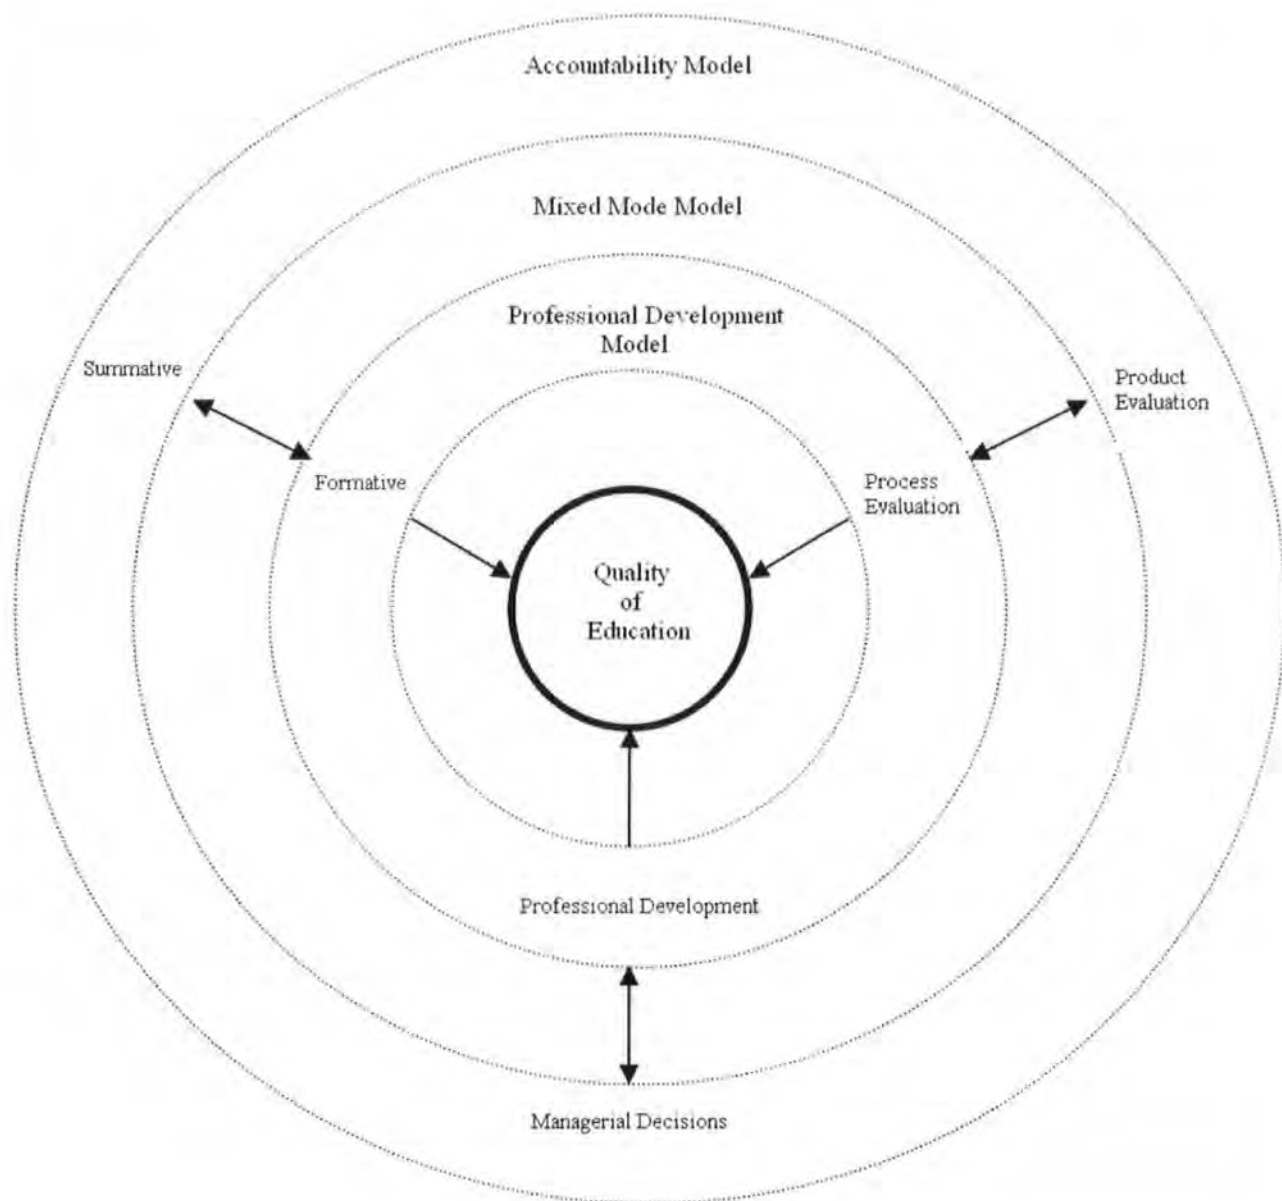 Accountability Model
Mixed Mode Model
Professional Development
Model
Summative
Product
Evaluation
Formative
Process
Evaluation
Quality
of
Education
Professional Development
Managerial Decisions